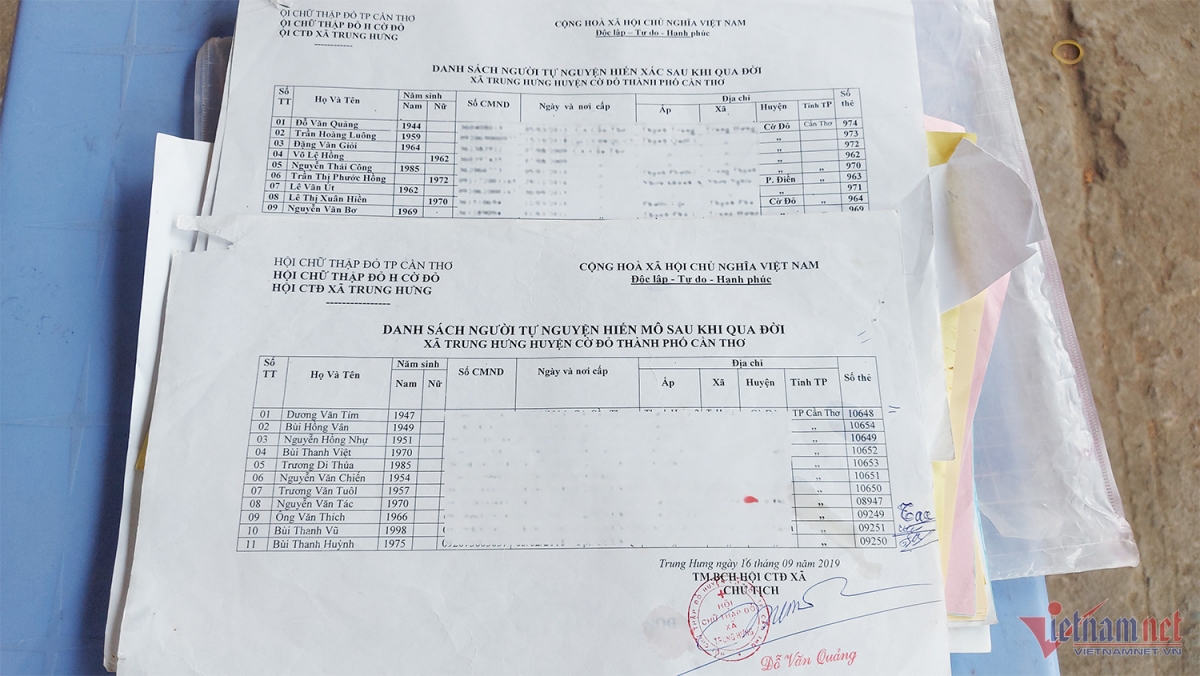 ỘI CHỮ THẬP ĐỎ TP CẦN THƠ
ỘI CHỮ THẬP ĐỎ H CỜ ĐỎ
ỘI CTĐ XÃ TRUNG HƯNG
CỘNG HOÀ XÃ HỘI CHỦ NGHĨA VIỆT NAM
Độc lập - Tự do - Hạnh phúc
DANH SÁCH NGƯỜI TỰ NGUYỆN HIẾN XÁC SAU KHI QUA ĐỜI
XÃ TRUNG HƯNG HUYỆN CỜ ĐỎ THÀNH PHỐ CẦN THƠ
Số TT Họ Và Tên Năm sinh Nam Nữ Số CMND Ngày và nơi cấp Địa chỉ Ấp Xã Huyện Tỉnh TP Số thẻ
01 Đỗ Văn Quảng 1944 Cờ Đỏ Cần Thơ 974
02 Trần Hoàng Luông 1959 „ „ 973
03 Đặng Văn Giỏi 1964 „ „ 972
04 Võ Lệ Hồng 1962 „ „ 962
05 Nguyễn Thái Công 1985 „ „ 970
06 Trần Thị Phước Hồng 1972 P. Điền „ 963
07 Lê Văn Út 1962 „ 971
08 Lê Thị Xuân Hiền 1970 Cờ Đỏ „ 964
09 Nguyễn Văn Bơ 1969 „ „ 969
HỘI CHỮ THẬP ĐỎ TP CẦN THƠ
HỘI CHỮ THẬP ĐỎ H CỜ ĐỎ
HỘI CTĐ XÃ TRUNG HƯNG
CỘNG HOÀ XÃ HỘI CHỦ NGHĨA VIỆT NAM
Độc lập - Tự do - Hạnh phúc
DANH SÁCH NGƯỜI TỰ NGUYỆN HIẾN MÔ SAU KHI QUA ĐỜI
XÃ TRUNG HƯNG HUYỆN CỜ ĐỎ THÀNH PHỐ CẦN THƠ
Số TT Họ Và Tên Năm sinh Nam Nữ Số CMND Ngày và nơi cấp Địa chỉ Ấp Xã Huyện Tỉnh TP Số thẻ
01 Dương Văn Tím 1947 TP Cần Thơ 10648
02 Bùi Hồng Vân 1949 „ 10654
03 Nguyễn Hồng Nhự 1951 „ 10649
04 Bùi Thanh Việt 1970 „ 10652
05 Trương Di Thúa 1985 „ 10653
06 Nguyễn Văn Chiến 1954 „ 10651
07 Trương Văn Tuôl 1957 „ 10650
08 Nguyễn Văn Tác 1970 „ 08947
09 Ông Văn Thích 1966 „ 09249
10 Bùi Thanh Vũ 1998 „ 09251
11 Bùi Thanh Huỳnh 1975 „ 09250
Trung Hưng ngày 16 tháng 09 năm 2019
TM.BCH-HỘI CTĐ XÃ
CHỦ TỊCH
HỘI
CHỮ THẬP ĐỎ
XÃ
TRUNG HƯNG
Đỗ Văn Quảng
Vietnamnet
VIETNAMNET.VN